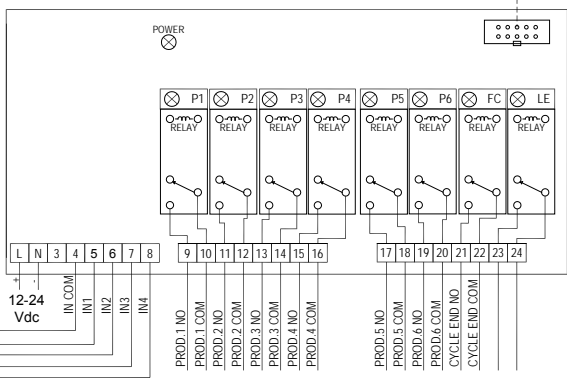 POWER
P1 P2 P3 P4 P5 P6 FC LE
RELAY RELAY RELAY RELAY RELAY RELAY RELAY RELAY
L N 3 4 5 6 7 8 9 10 11 12 13 14 15 16 17 18 19 20 21 22 23 24
+ -
12-24
Vdc
IN COM
IN1
IN2
IN3
IN4
PROD.1 NO
PROD.1 COM
PROD.2 NO
PROD.2 COM
PROD.3 NO
PROD.3 COM
PROD.4 NO
PROD.4 COM
PROD.5 NO
PROD.5 COM
PROD.6 NO
PROD.6 COM
CYCLE END NO
CYCLE END COM